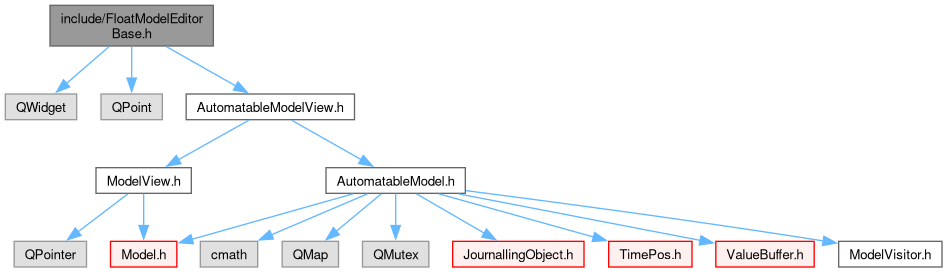 include/FloatModelEditor
Base.h
QWidget
QPoint
AutomatableModelView.h
ModelView.h
AutomatableModel.h
QPointer
Model.h
cmath
QMap
QMutex
JournallingObject.h
TimePos.h
ValueBuffer.h
ModelVisitor.h